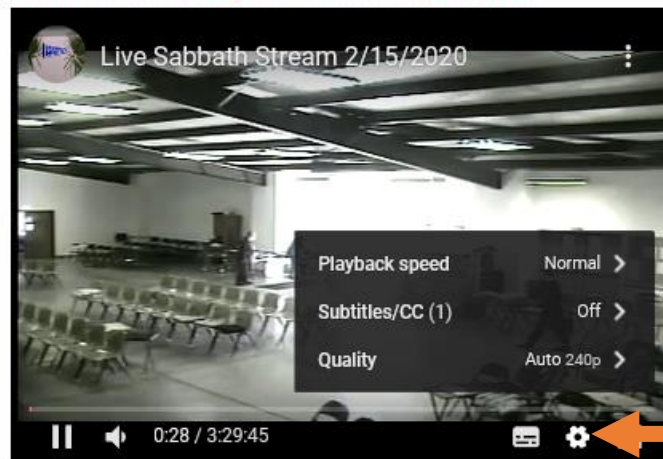 Live Sabbath Stream 2/15/2020
Playback speed Normal
Subtitles/CC (1) Off
Quality Auto 240p
0:28 / 3:29:45